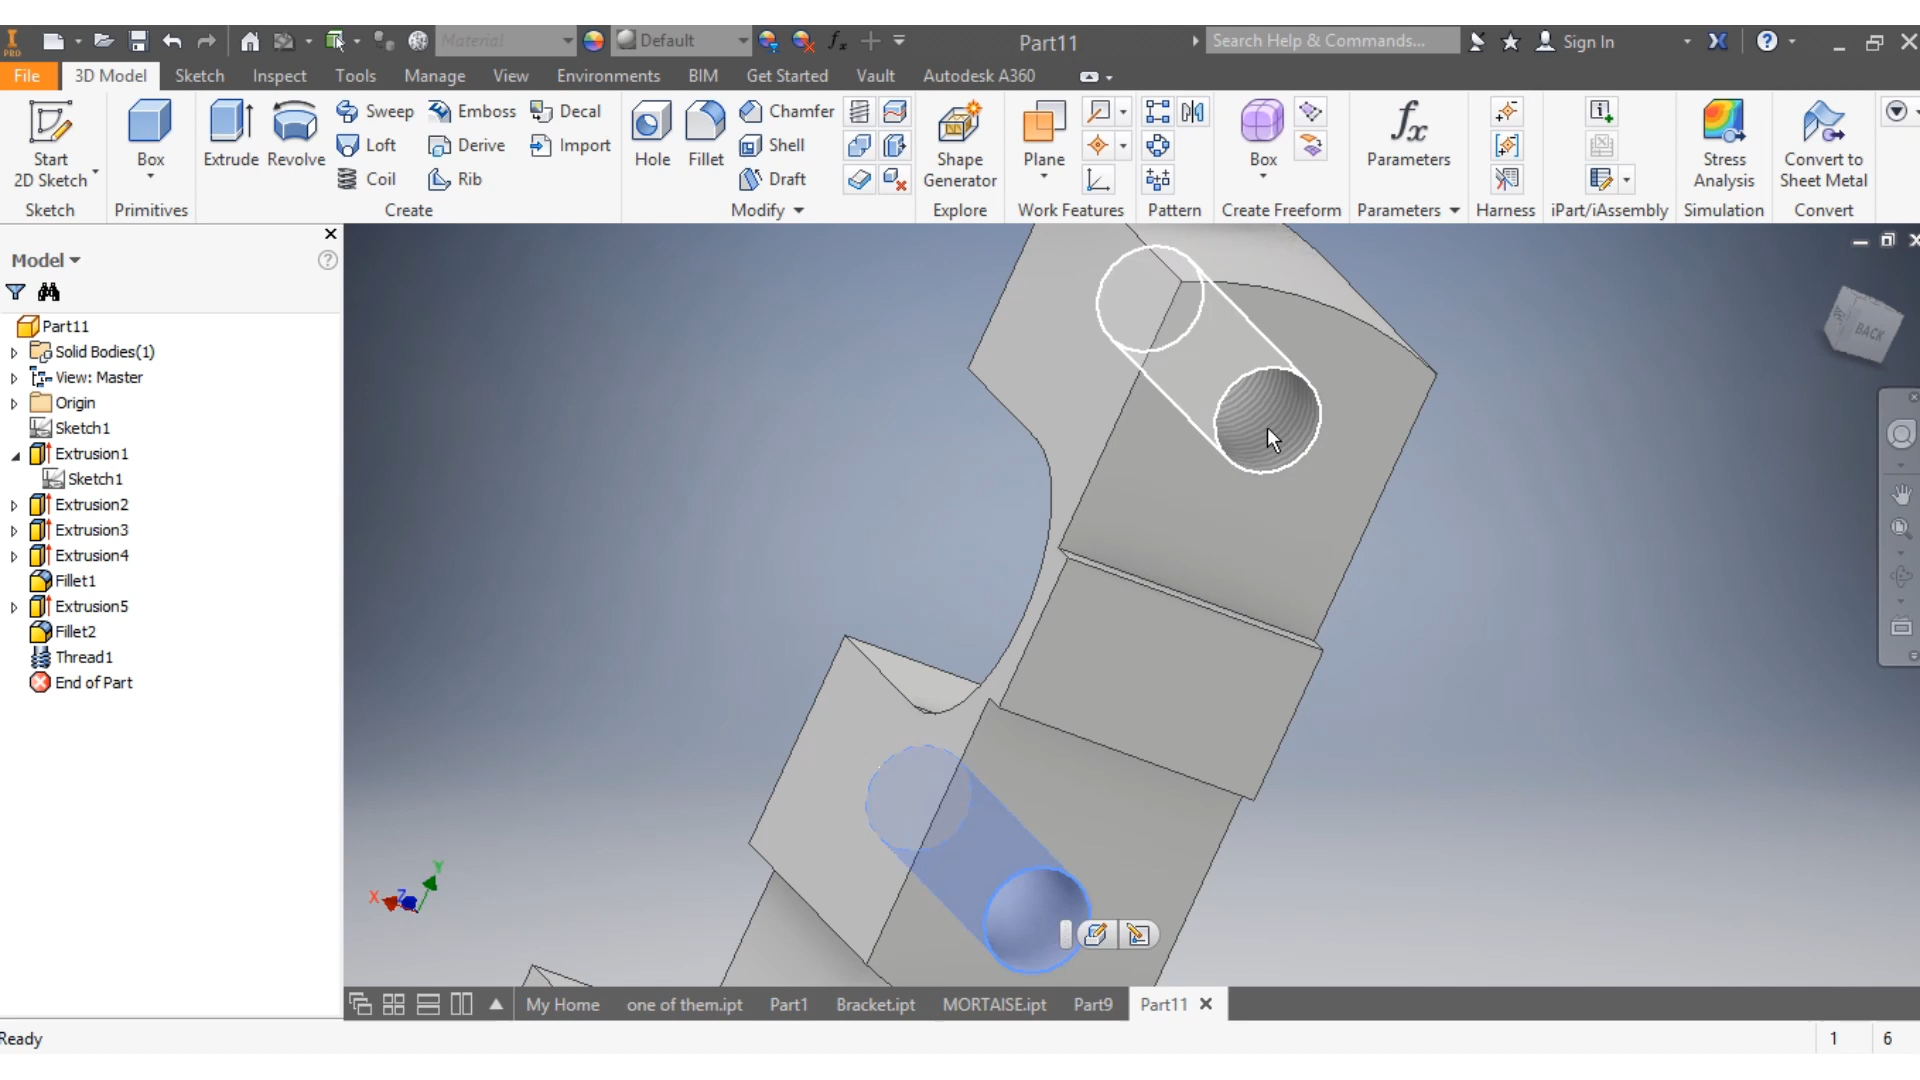 PRO
Material
Default
Part11
Search Help & Commands...
Sign In
File
3D Model
Sketch
Inspect
Tools
Manage
View
Environments
BIM
Get Started
Vault
Autodesk A360
Start
2D Sketch
Sketch
Box
Primitives
Extrude
Revolve
Sweep
Loft
Coil
Emboss
Derive
Rib
Decal
Import
Create
Hole
Fillet
Chamfer
Shell
Draft
Modify
Shape
Generator
Explore
Plane
Work Features
Pattern
Box
Create Freeform
fx
Parameters
Parameters
Harness
iPart/iAssembly
Stress
Analysis
Simulation
Convert to
Sheet Metal
Convert
Model
Part11
Solid Bodies(1)
View: Master
Origin
Sketch1
Extrusion1
Sketch1
Extrusion2
Extrusion3
Extrusion4
Fillet1
Extrusion5
Fillet2
Thread1
End of Part
BACK
X
Z
Y
My Home
one of them.ipt
Part1
Bracket.ipt
MORTAISE.ipt
Part9
Part11
Ready
1
6